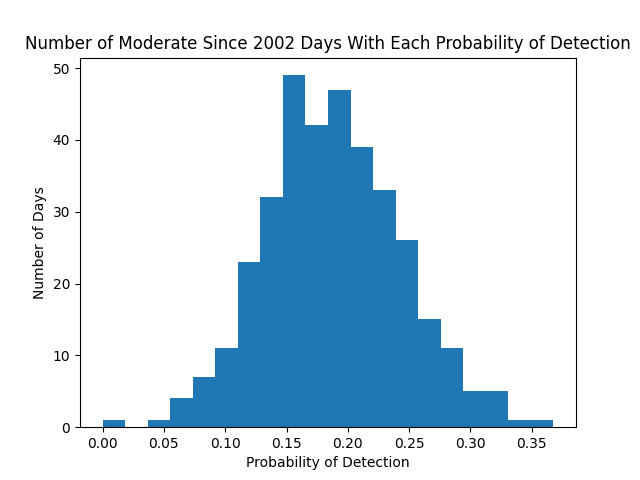 Number of Moderate Since 2002 Days With Each Probability of Detection
50
40
30
20
10
0
Number of Days
0.00 0.05 0.10 0.15 0.20 0.25 0.30 0.35
Probability of Detection